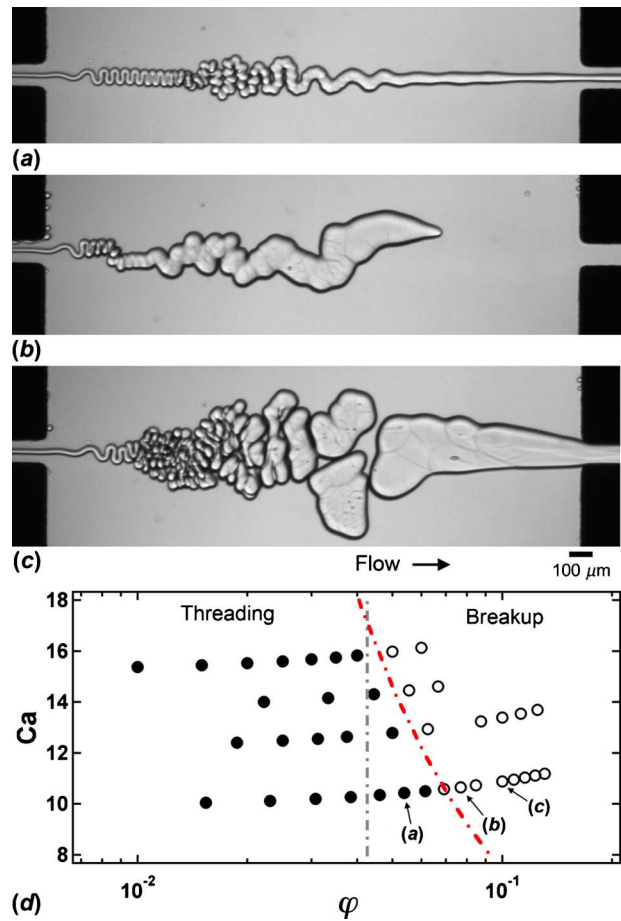 (a)
(b)
(c)
Flow →
100 μm
18
16
14
12
10
8
Ca
Threading
Breakup
(a)
(b)
(c)
10⁻²
10⁻¹
φ
(d)